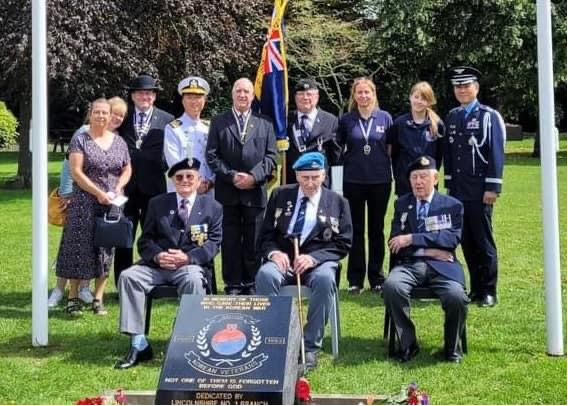 IN MEMORY OF THOSE
WHO GAVE THEIR LIVES
IN THE KOREAN WAR
KOREAN VETERANS
NOT ONE OF THEM IS FORGOTTEN
BEFORE GOD
DEDICATED BY
LINCOLNSHIRE NO. 1 BRANCH